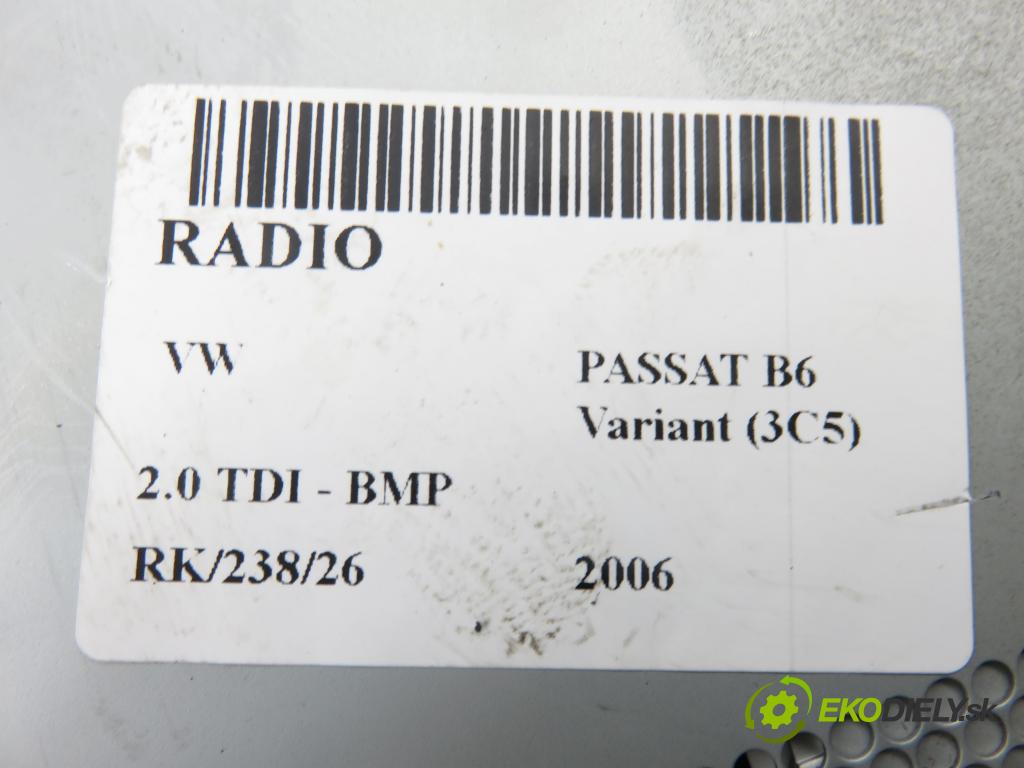 RADIO
VW
PASSAT B6
Variant (3C5)
2.0 TDI - BMP
RK/238/26
2006
EKODIELY.sk